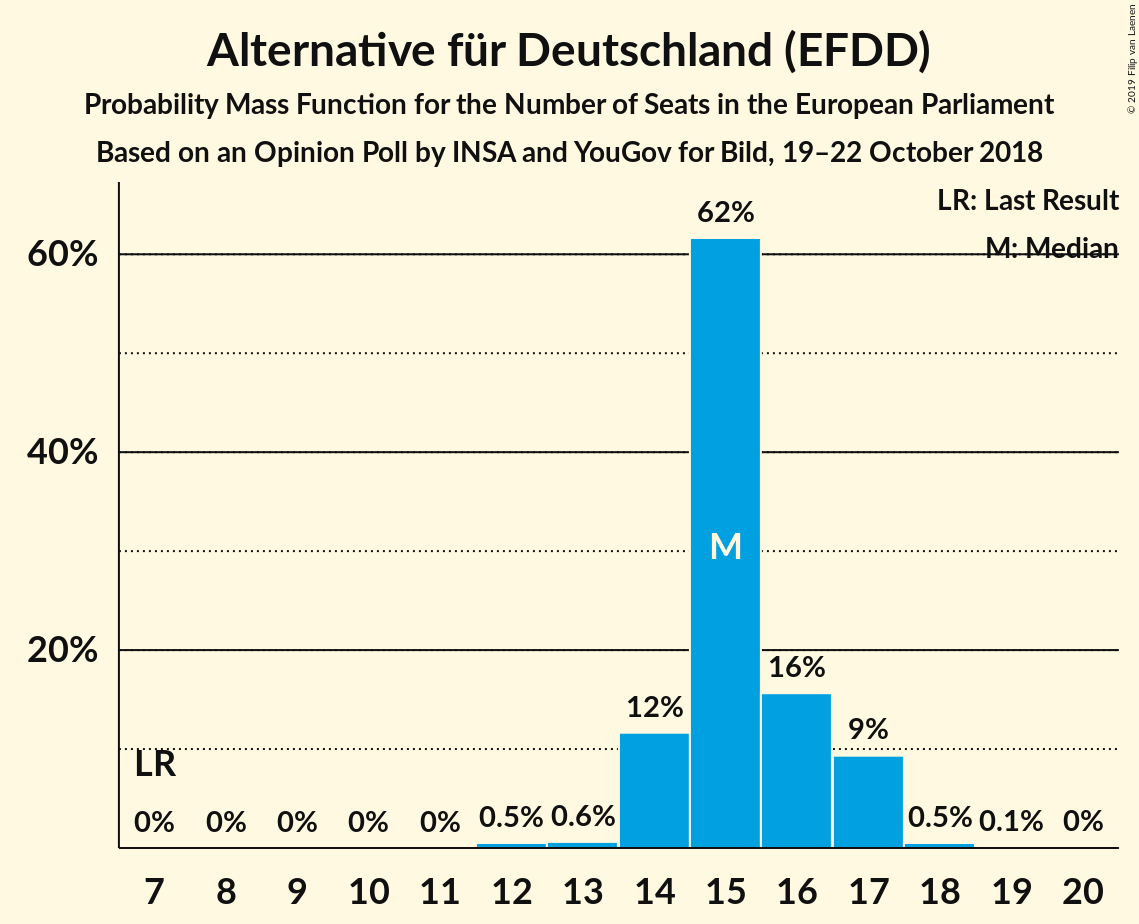 Alternative für Deutschland (EFDD)
Probability Mass Function for the Number of Seats in the European Parliament
Based on an Opinion Poll by INSA and YouGov for Bild, 19–22 October 2018
© 2019 Filip van Laenen
LR: Last Result
M: Median
60%
40%
20%
62%
M
16%
12%
9%
LR
0% 0% 0% 0% 0% 0.5% 0.6% 0.5% 0.1% 0%
7 8 9 10 11 12 13 14 15 16 17 18 19 20